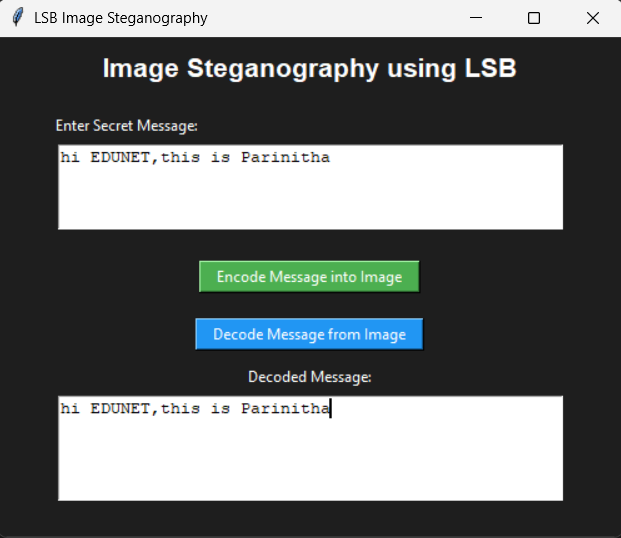 LSB Image Steganography
Image Steganography using LSB
Enter Secret Message:
hi EDUNET,this is Parinitha
Encode Message into Image
Decode Message from Image
Decoded Message:
hi EDUNET,this is Parinitha